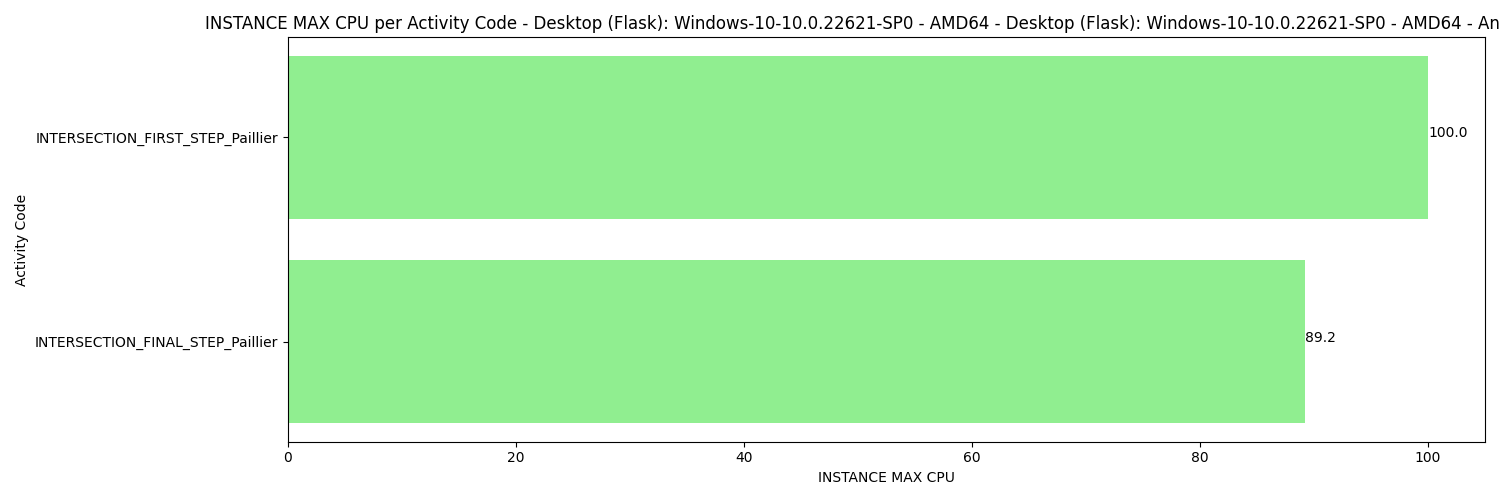 INSTANCE MAX CPU per Activity Code - Desktop (Flask): Windows-10-10.0.22621-SP0 - AMD64 - Desktop (Flask): Windows-10-10.0.22621-SP0 - AMD64 - An
Activity Code
INTERSECTION_FIRST_STEP_Paillier
100.0
INTERSECTION_FINAL_STEP_Paillier
89.2
0 20 40 60 80 100
INSTANCE MAX CPU